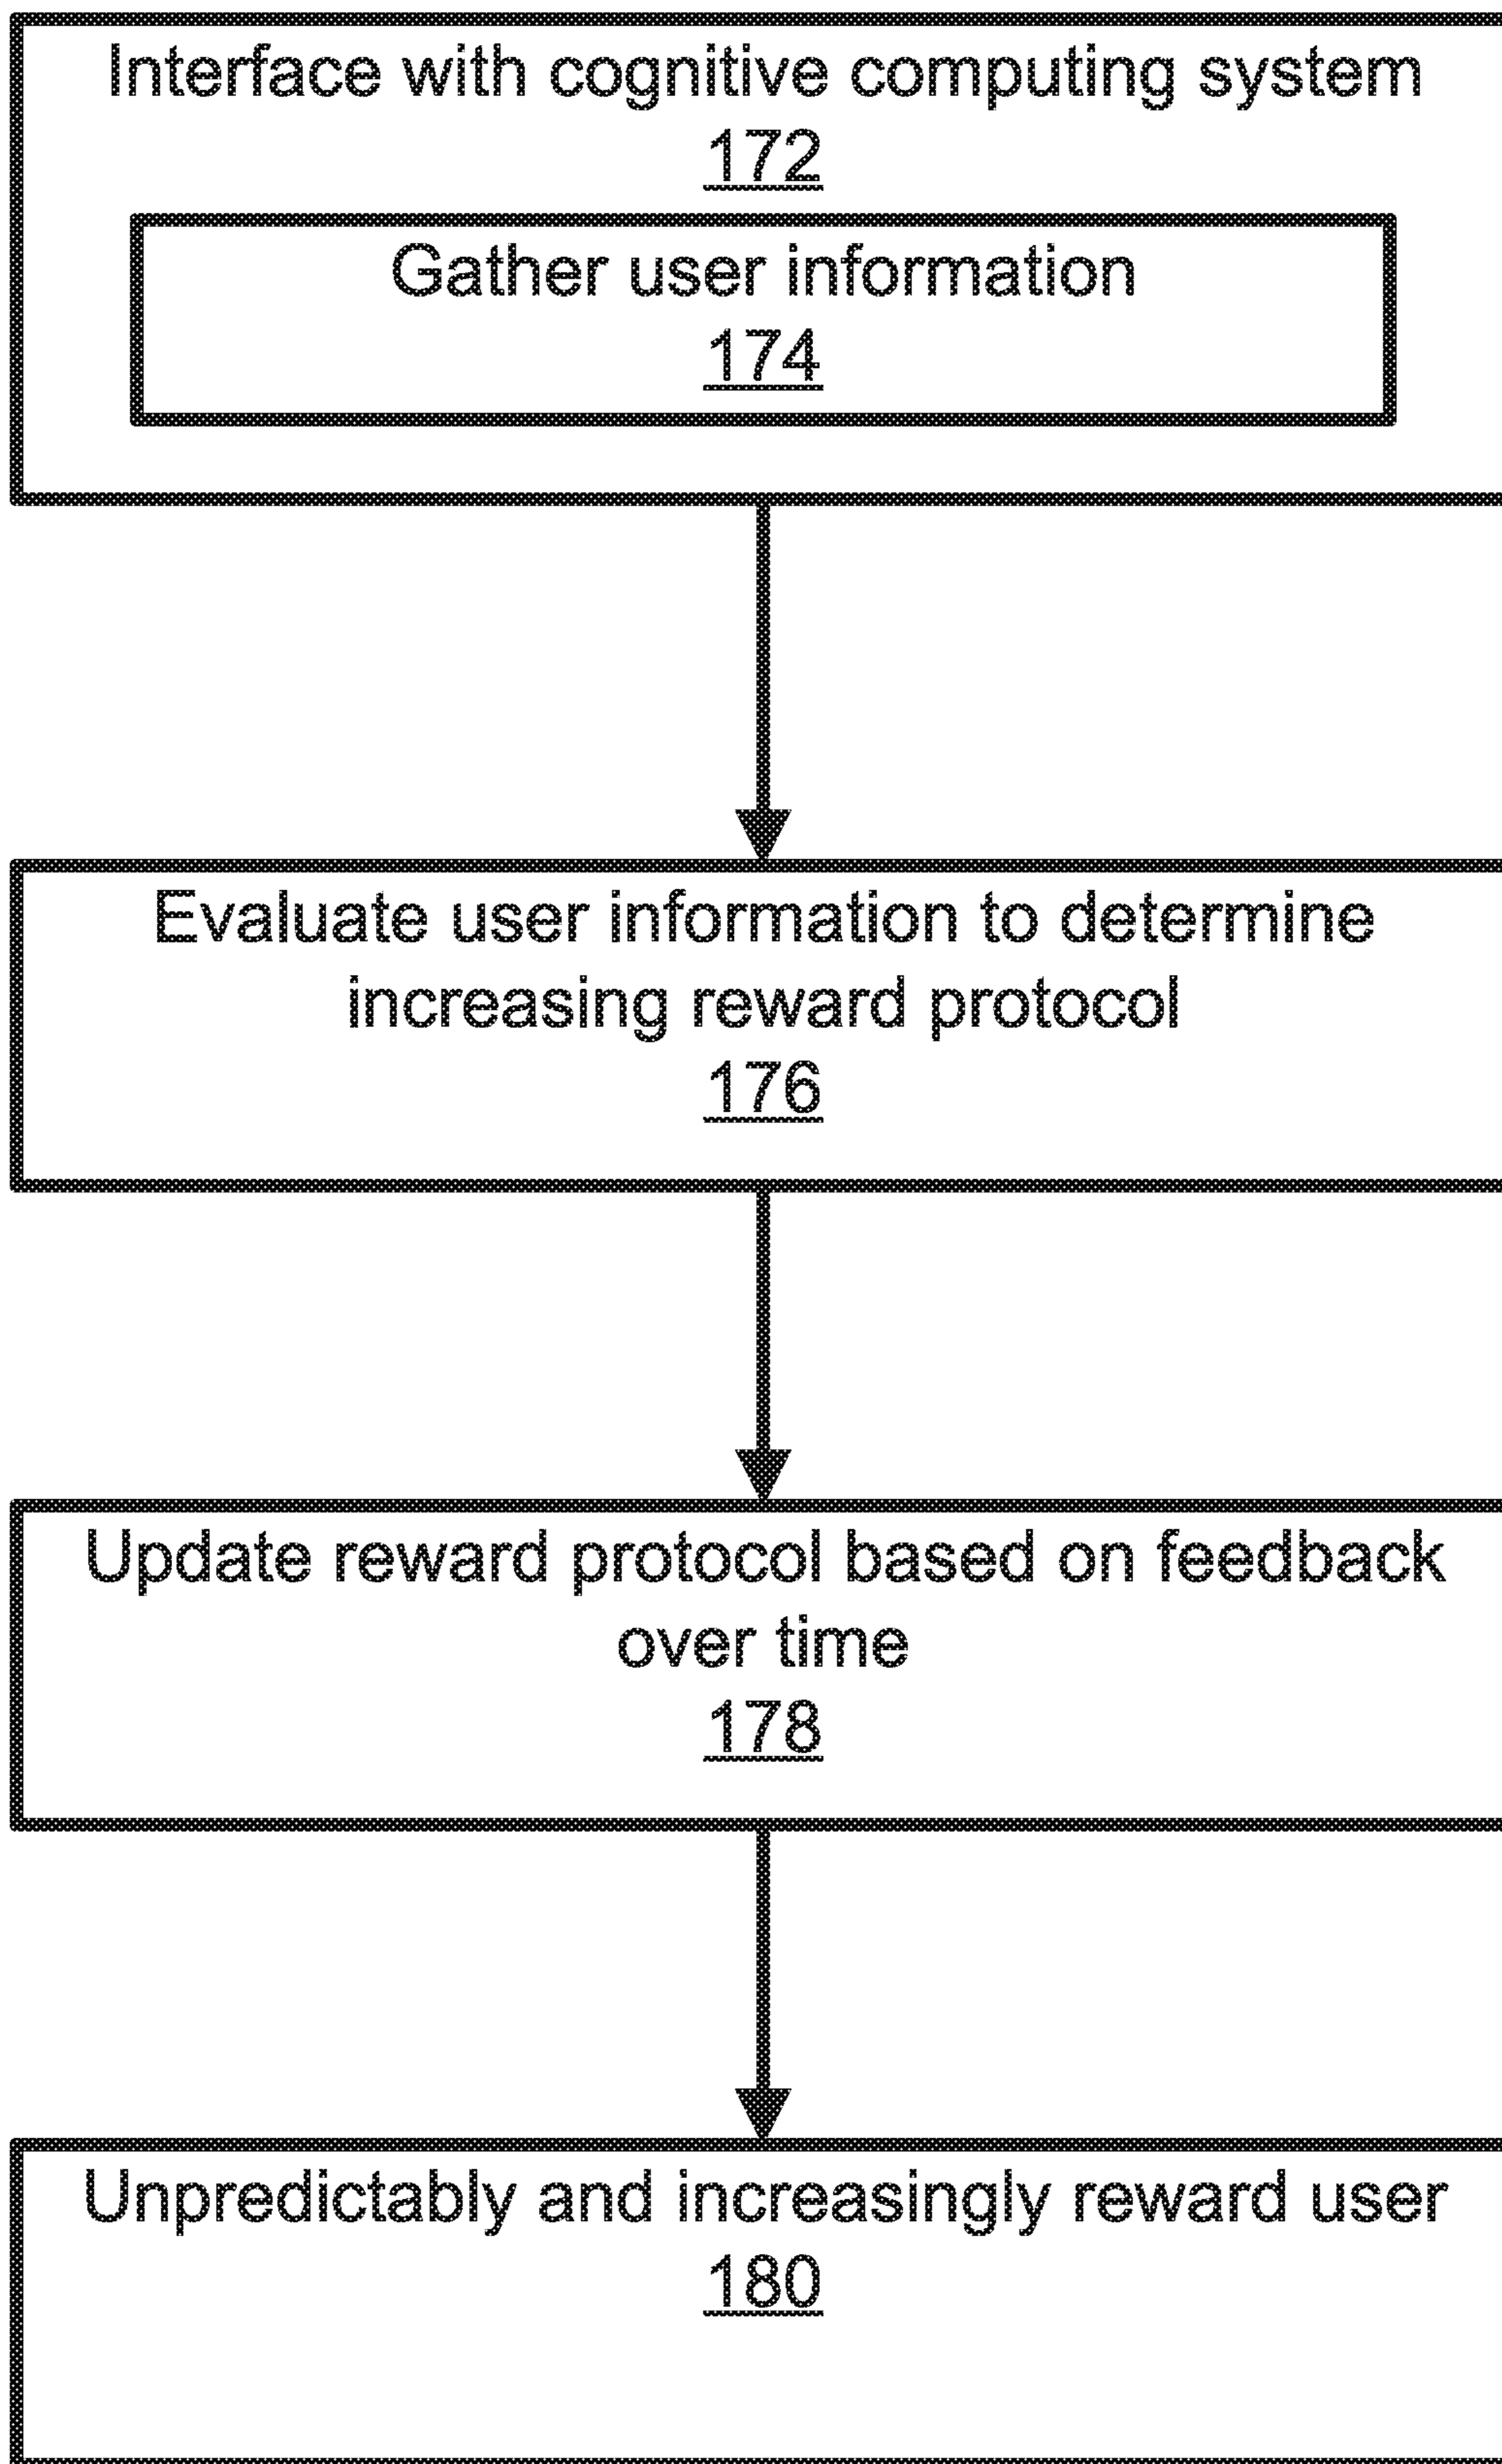 Interface with cognitive computing system
172
Gather user information
174
Evaluate user information to determine
increasing reward protocol
176
Update reward protocol based on feedback
over time
178
Unpredictably and increasingly reward user
180